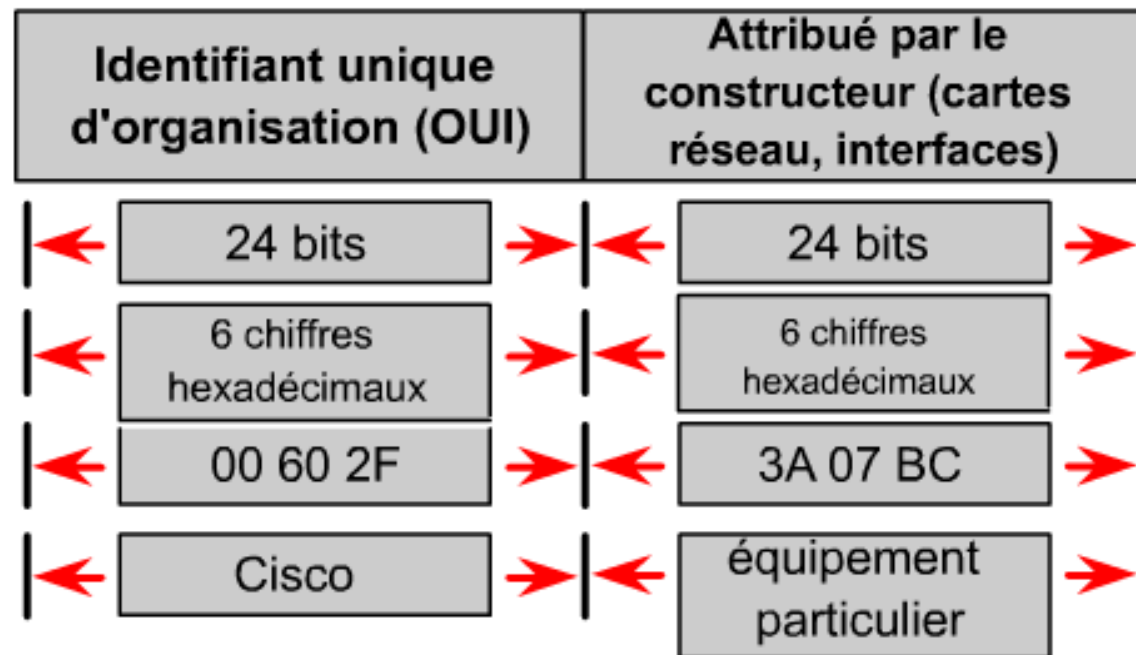 Identifiant unique
d'organisation (OUI)
Attribué par le
constructeur (cartes
réseau, interfaces)
24 bits
24 bits
6 chiffres
hexadécimaux
6 chiffres
hexadécimaux
00 60 2F
3A 07 BC
Cisco
équipement
particulier